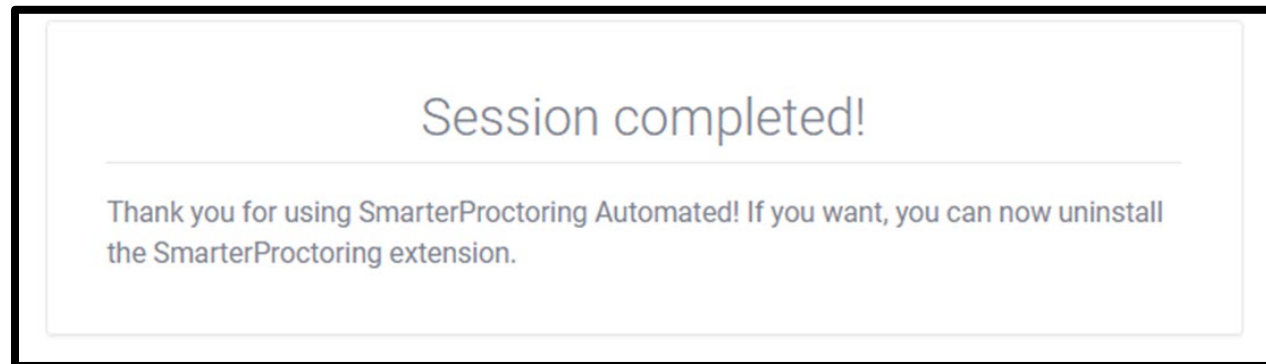 Session completed!
Thank you for using SmarterProctoring Automated! If you want, you can now uninstall
the SmarterProctoring extension.